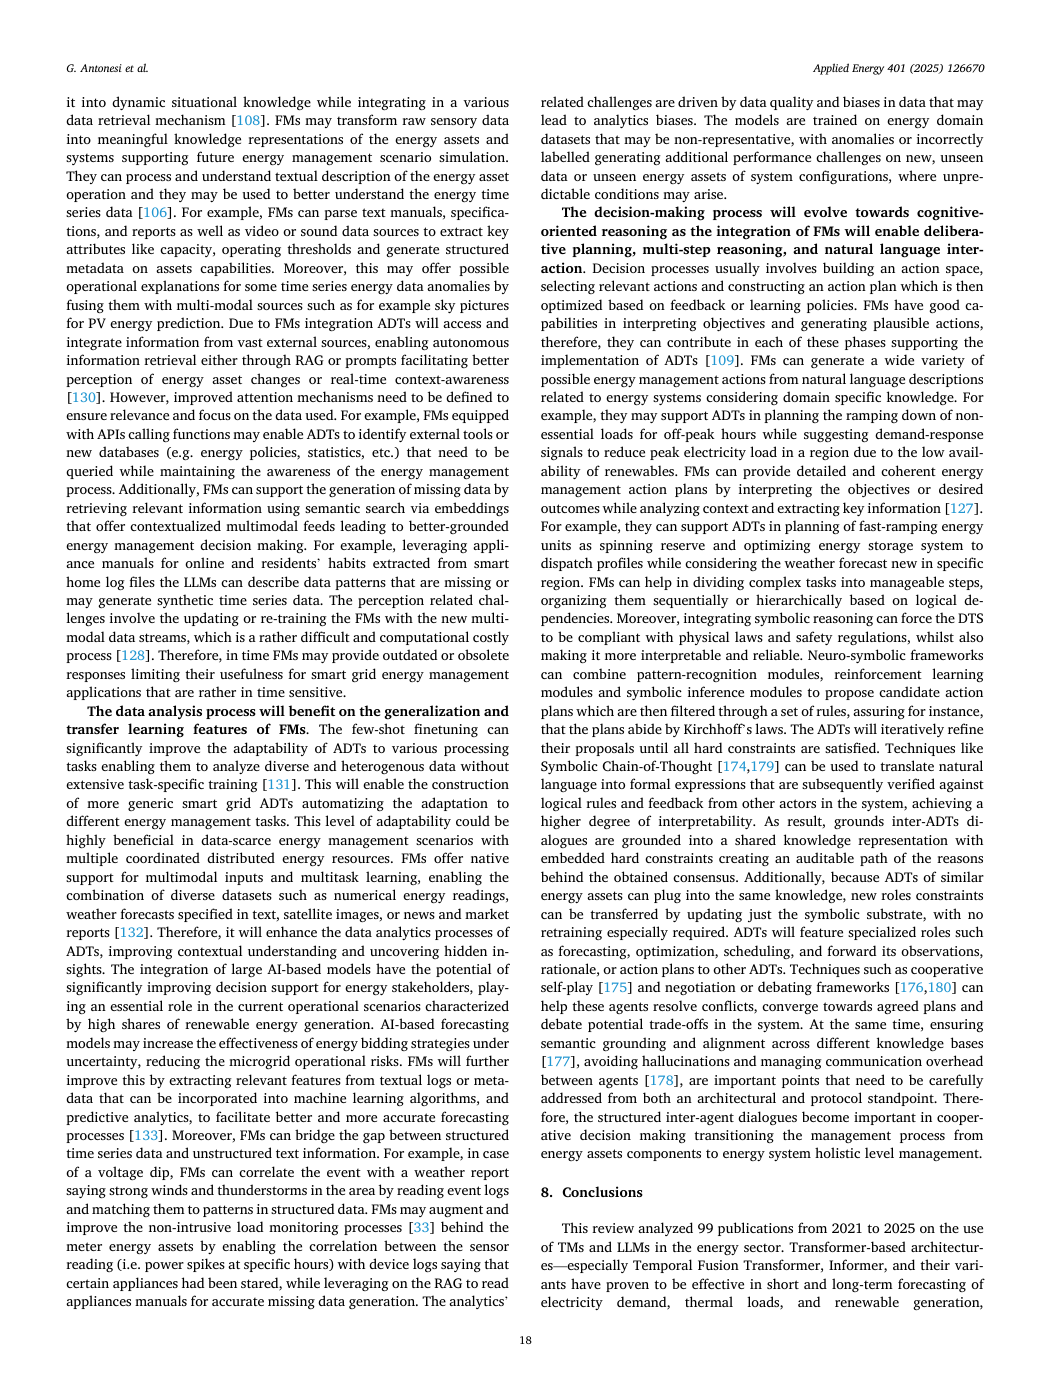 G. Antonesi et al.
Applied Energy 401 (2025) 126670
it into dynamic situational knowledge while integrating in a various
data retrieval mechanism [108]. FMs may transform raw sensory data
into meaningful knowledge representations of the energy assets and
systems supporting future energy management scenario simulation.
They can process and understand textual description of the energy asset
operation and they may be used to better understand the energy time
series data [106]. For example, FMs can parse text manuals, specifica-
tions, and reports as well as video or sound data sources to extract key
attributes like capacity, operating thresholds and generate structured
metadata on assets capabilities. Moreover, this may offer possible
operational explanations for some time series energy data anomalies by
fusing them with multi-modal sources such as for example sky pictures
for PV energy prediction. Due to FMs integration ADTs will access and
integrate information from vast external sources, enabling autonomous
information retrieval either through RAG or prompts facilitating better
perception of energy asset changes or real-time context-awareness
[130]. However, improved attention mechanisms need to be defined to
ensure relevance and focus on the data used. For example, FMs equipped
with APIs calling functions may enable ADTs to identify external tools or
new databases (e.g. energy policies, statistics, etc.) that need to be
queried while maintaining the awareness of the energy management
process. Additionally, FMs can support the generation of missing data by
retrieving relevant information using semantic search via embeddings
that offer contextualized multimodal feeds leading to better-grounded
energy management decision making. For example, leveraging appli-
ance manuals for online and residents' habits extracted from smart
home log files the LLMs can describe data patterns that are missing or
may generate synthetic time series data. The perception related chal-
lenges involve the updating or re-training the FMs with the new multi-
modal data streams, which is a rather difficult and computational costly
process [128]. Therefore, in time FMs may provide outdated or obsolete
responses limiting their usefulness for smart grid energy management
applications that are rather in time sensitive.
The data analysis process will benefit on the generalization and
transfer learning features of FMs. The few-shot finetuning can
significantly improve the adaptability of ADTs to various processing
tasks enabling them to analyze diverse and heterogenous data without
extensive task-specific training [131]. This will enable the construction
of more generic smart grid ADTs automatizing the adaptation to
different energy management tasks. This level of adaptability could be
highly beneficial in data-scarce energy management scenarios with
multiple coordinated distributed energy resources. FMs offer native
support for multimodal inputs and multitask learning, enabling the
combination of diverse datasets such as numerical energy readings,
weather forecasts specified in text, satellite images, or news and market
reports [132]. Therefore, it will enhance the data analytics processes of
ADTs, improving contextual understanding and uncovering hidden in-
sights. The integration of large AI-based models have the potential of
significantly improving decision support for energy stakeholders, play-
ing an essential role in the current operational scenarios characterized
by high shares of renewable energy generation. AI-based forecasting
models may increase the effectiveness of energy bidding strategies under
uncertainty, reducing the microgrid operational risks. FMs will further
improve this by extracting relevant features from textual logs or meta-
data that can be incorporated into machine learning algorithms, and
predictive analytics, to facilitate better and more accurate forecasting
processes [133]. Moreover, FMs can bridge the gap between structured
time series data and unstructured text information. For example, in case
of a voltage dip, FMs can correlate the event with a weather report
saying strong winds and thunderstorms in the area by reading event logs
and matching them to patterns in structured data. FMs may augment and
improve the non-intrusive load monitoring processes [33] behind the
meter energy assets by enabling the correlation between the sensor
reading (i.e. power spikes at specific hours) with device logs saying that
certain appliances had been stared, while leveraging on the RAG to read
appliances manuals for accurate missing data generation. The analytics'
related challenges are driven by data quality and biases in data that may
lead to analytics biases. The models are trained on energy domain
datasets that may be non-representative, with anomalies or incorrectly
labelled generating additional performance challenges on new, unseen
data or unseen energy assets of system configurations, where unpre-
dictable conditions may arise.
The decision-making process will evolve towards cognitive-
oriented reasoning as the integration of FMs will enable delibera-
tive planning, multi-step reasoning, and natural language inter-
action. Decision processes usually involves building an action space,
selecting relevant actions and constructing an action plan which is then
optimized based on feedback or learning policies. FMs have good ca-
pabilities in interpreting objectives and generating plausible actions,
therefore, they can contribute in each of these phases supporting the
implementation of ADTs [109]. FMs can generate a wide variety of
possible energy management actions from natural language descriptions
related to energy systems considering domain specific knowledge. For
example, they may support ADTs in planning the ramping down of non-
essential loads for off-peak hours while suggesting demand-response
signals to reduce peak electricity load in a region due to the low avail-
ability of renewables. FMs can provide detailed and coherent energy
management action plans by interpreting the objectives or desired
outcomes while analyzing context and extracting key information [127].
For example, they can support ADTs in planning of fast-ramping energy
units as spinning reserve and optimizing energy storage system to
dispatch profiles while considering the weather forecast new in specific
region. FMs can help in dividing complex tasks into manageable steps,
organizing them sequentially or hierarchically based on logical de-
pendencies. Moreover, integrating symbolic reasoning can force the DTS
to be compliant with physical laws and safety regulations, whilst also
making it more interpretable and reliable. Neuro-symbolic frameworks
can combine pattern-recognition modules, reinforcement learning
modules and symbolic inference modules to propose candidate action
plans which are then filtered through a set of rules, assuring for instance,
that the plans abide by Kirchhoff's laws. The ADTs will iteratively refine
their proposals until all hard constraints are satisfied. Techniques like
Symbolic Chain-of-Thought [174,179] can be used to translate natural
language into formal expressions that are subsequently verified against
logical rules and feedback from other actors in the system, achieving a
higher degree of interpretability. As result, grounds inter-ADTs di-
alogues are grounded into a shared knowledge representation with
embedded hard constraints creating an auditable path of the reasons
behind the obtained consensus. Additionally, because ADTs of similar
energy assets can plug into the same knowledge, new roles constraints
can be transferred by updating just the symbolic substrate, with no
retraining especially required. ADTs will feature specialized roles such
as forecasting, optimization, scheduling, and forward its observations,
rationale, or action plans to other ADTs. Techniques such as cooperative
self-play [175] and negotiation or debating frameworks [176,180] can
help these agents resolve conflicts, converge towards agreed plans and
debate potential trade-offs in the system. At the same time, ensuring
semantic grounding and alignment across different knowledge bases
[177], avoiding hallucinations and managing communication overhead
between agents [178], are important points that need to be carefully
addressed from both an architectural and protocol standpoint. There-
fore, the structured inter-agent dialogues become important in cooper-
ative decision making transitioning the management process from
energy assets components to energy system holistic level management.
8. Conclusions
This review analyzed 99 publications from 2021 to 2025 on the use
of TMs and LLMs in the energy sector. Transformer-based architectur-
es—especially Temporal Fusion Transformer, Informer, and their vari-
ants have proven to be effective in short and long-term forecasting of
electricity demand, thermal loads, and renewable generation,
18